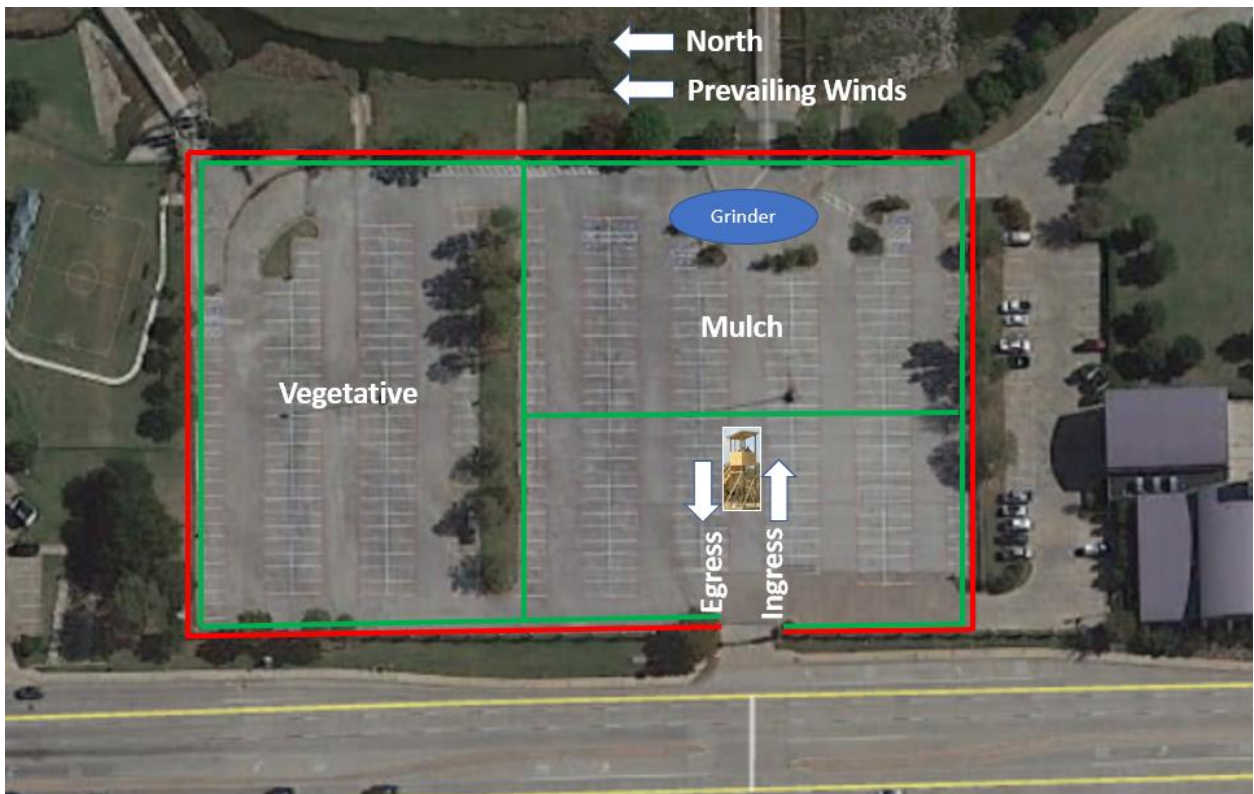 North
Prevailing Winds
Grinder
Mulch
Vegetative
Egress
Ingress